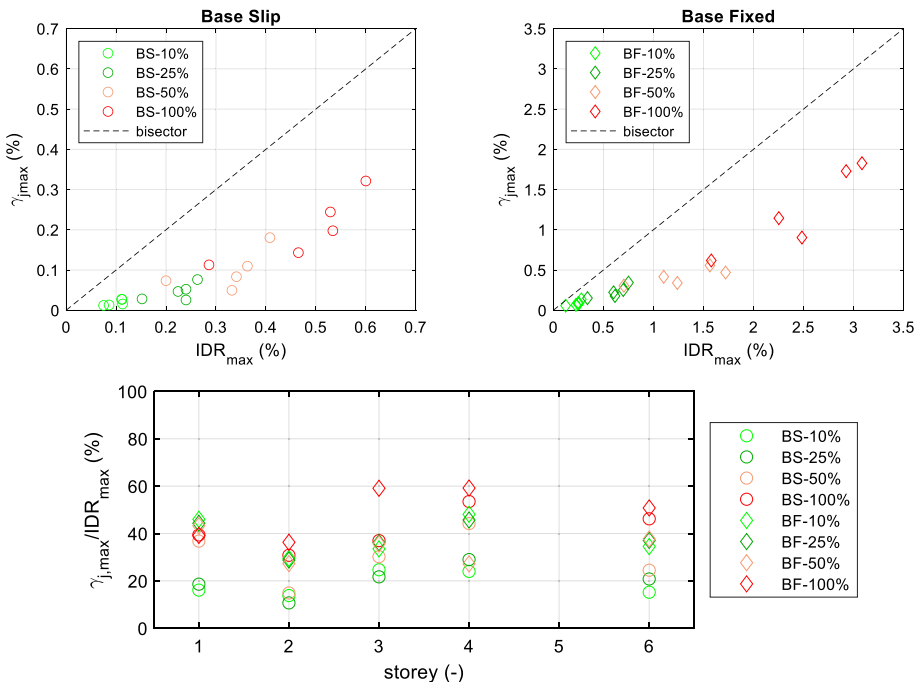 Base Slip
0.7
0.6
0.5
0.4
0.3
0.2
0.1
0
γjmax (%)
BS-10%
BS-25%
BS-50%
BS-100%
bisector
0 0.1 0.2 0.3 0.4 0.5 0.6 0.7
IDRmax (%)
Base Fixed
3.5
3
2.5
2
1.5
1
0.5
0
γjmax (%)
BF-10%
BF-25%
BF-50%
BF-100%
bisector
0 0.5 1 1.5 2 2.5 3 3.5
IDRmax (%)
100
80
60
40
20
0
γj,max/IDRmax (%)
1 2 3 4 5 6
storey (-)
BS-10%
BS-25%
BS-50%
BS-100%
BF-10%
BF-25%
BF-50%
BF-100%